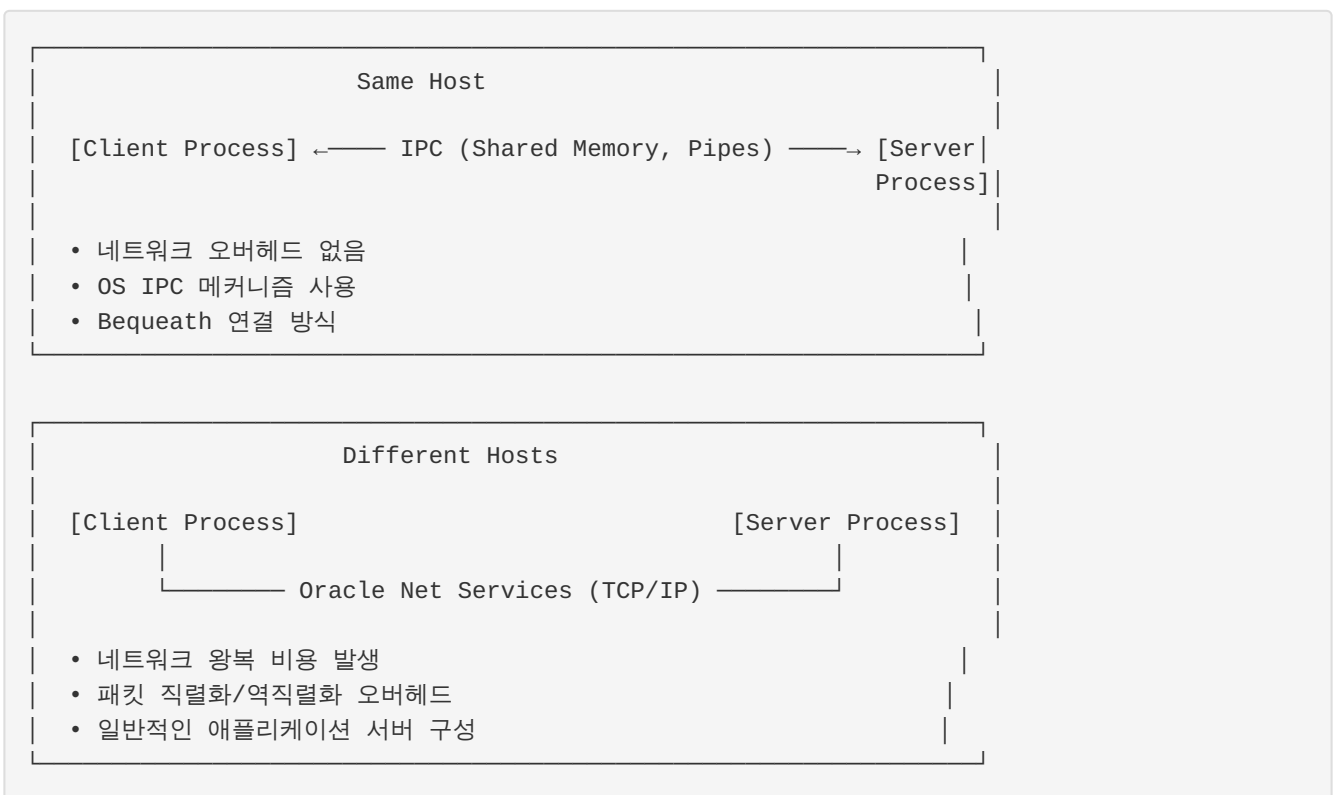 Same Host
[Client Process] ←──── IPC (Shared Memory, Pipes) ────→ [Server
Process]
• 네트워크 오버헤드 없음
• OS IPC 메커니즘 사용
• Bequeath 연결 방식
Different Hosts
[Client Process] [Server Process]
Oracle Net Services (TCP/IP)
• 네트워크 왕복 비용 발생
• 패킷 직렬화/역직렬화 오버헤드
• 일반적인 애플리케이션 서버 구성